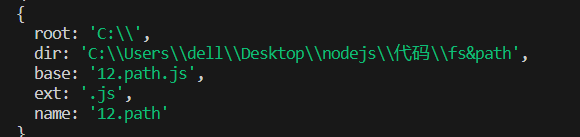 {
root: 'C:\\',
dir: 'C:\\Users\\dell\\Desktop\\nodejs\\代码\\fs&path',
base: '12.path.js',
ext: '.js',
name: '12.path'
}